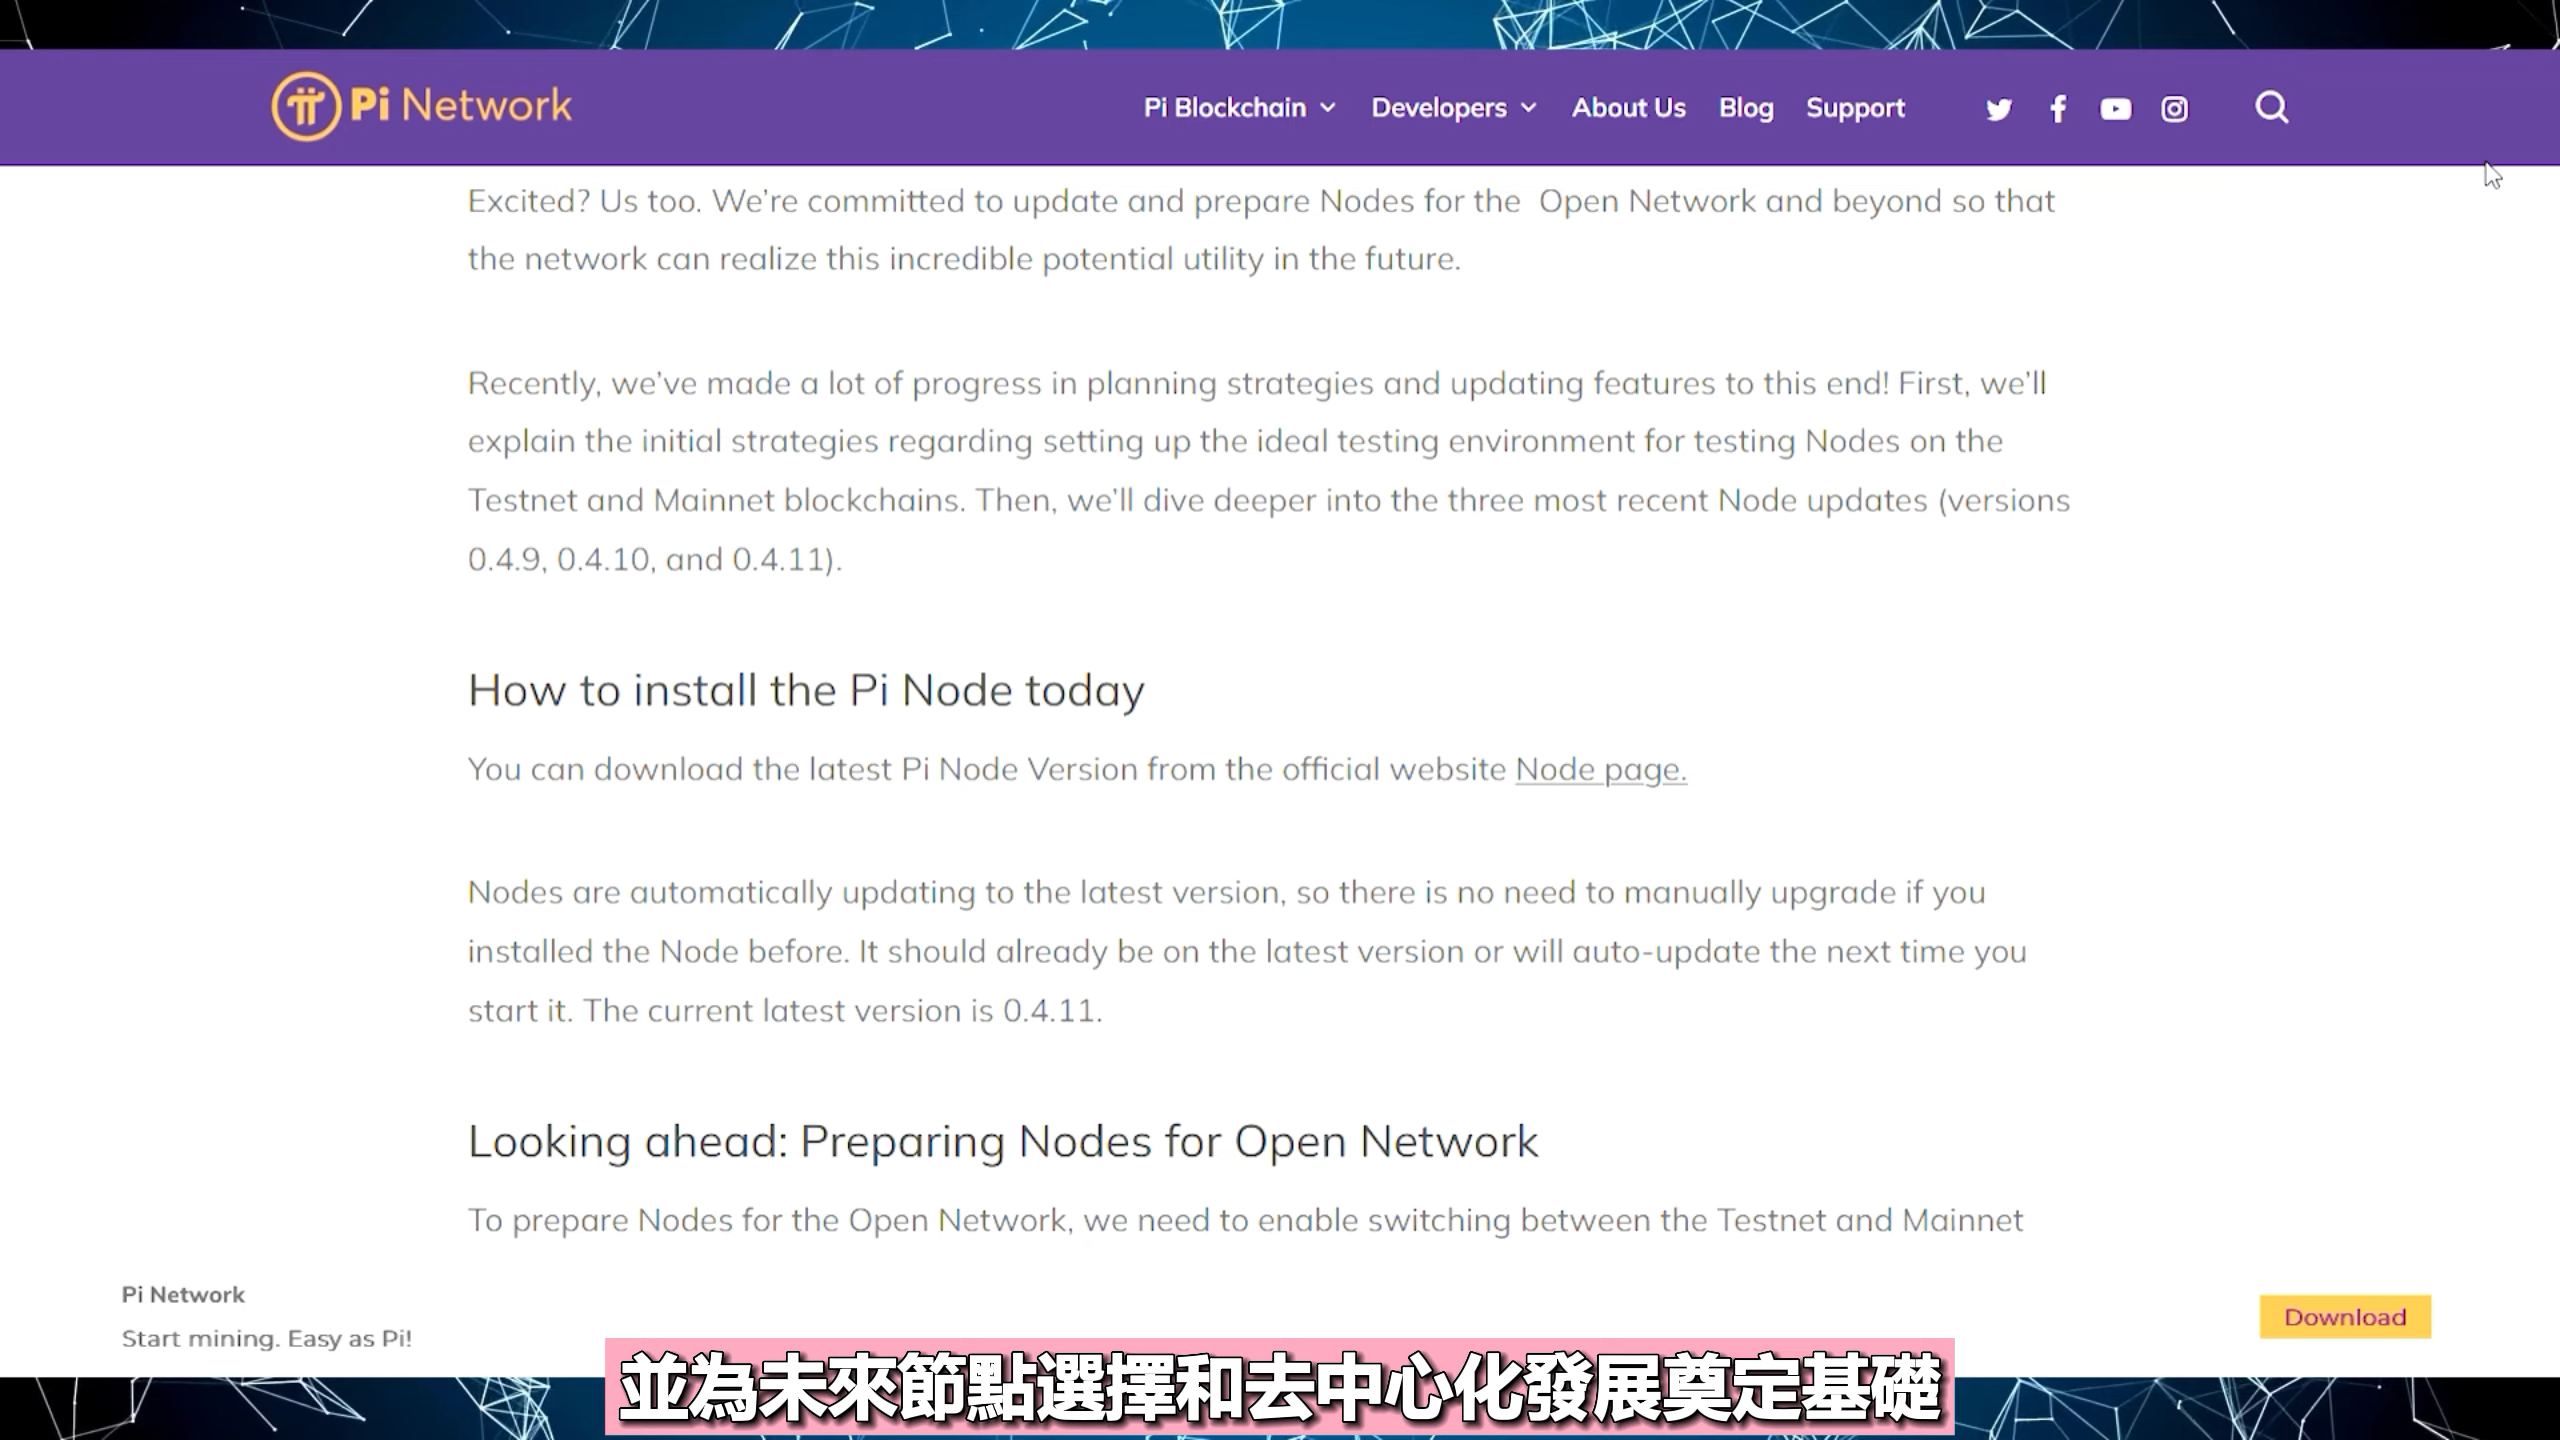 Pi Network
Pi Blockchain Developers About Us Blog Support
Excited? Us too. We're committed to update and prepare Nodes for the Open Network and beyond so that
the network can realize this incredible potential utility in the future.
Recently, we've made a lot of progress in planning strategies and updating features to this end! First, we'll
explain the initial strategies regarding setting up the ideal testing environment for testing Nodes on the
Testnet and Mainnet blockchains. Then, we'll dive deeper into the three most recent Node updates (versions
0.4.9, 0.4.10, and 0.4.11).
How to install the Pi Node today
You can download the latest Pi Node Version from the official website Node page.
Nodes are automatically updating to the latest version, so there is no need to manually upgrade if you
installed the Node before. It should already be on the latest version or will auto-update the next time you
start it. The current latest version is 0.4.11.
Looking ahead: Preparing Nodes for Open Network
To prepare Nodes for the Open Network, we need to enable switching between the Testnet and Mainnet
Pi Network
Start mining. Easy as Pi!
Download
並為未來節點選擇和去中心化發展奠定基礎